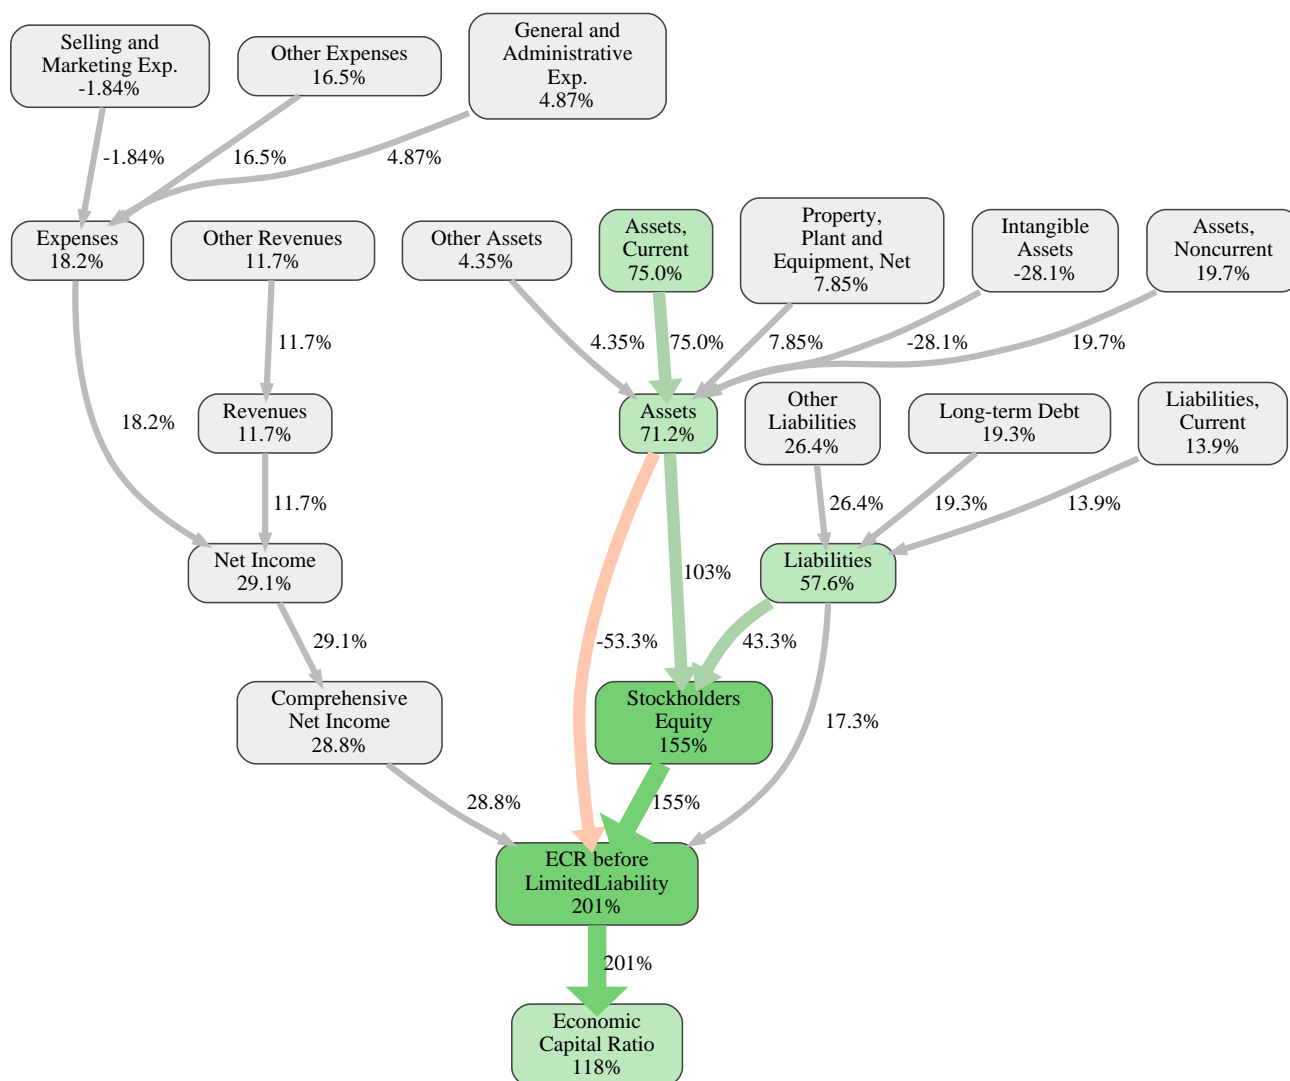 Selling and
Marketing Exp.
-1.84%
Other Expenses
16.5%
General and
Administrative
Exp.
4.87%
-1.84%
16.5%
4.87%
Expenses
18.2%
Other Revenues
11.7%
Other Assets
4.35%
Assets,
Current
75.0%
Property,
Plant and
Equipment, Net
7.85%
Intangible
Assets
-28.1%
Assets,
Noncurrent
19.7%
11.7%
4.35%
75.0%
7.85%
-28.1%
19.7%
18.2%
Revenues
11.7%
Assets
71.2%
Other
Liabilities
26.4%
Long-term Debt
19.3%
Liabilities,
Current
13.9%
11.7%
26.4%
19.3%
13.9%
Net Income
29.1%
103%
Liabilities
57.6%
29.1%
-53.3%
43.3%
Comprehensive
Net Income
28.8%
Stockholders
Equity
155%
17.3%
28.8%
155%
ECR before
LimitedLiability
201%
201%
Economic
Capital Ratio
118%